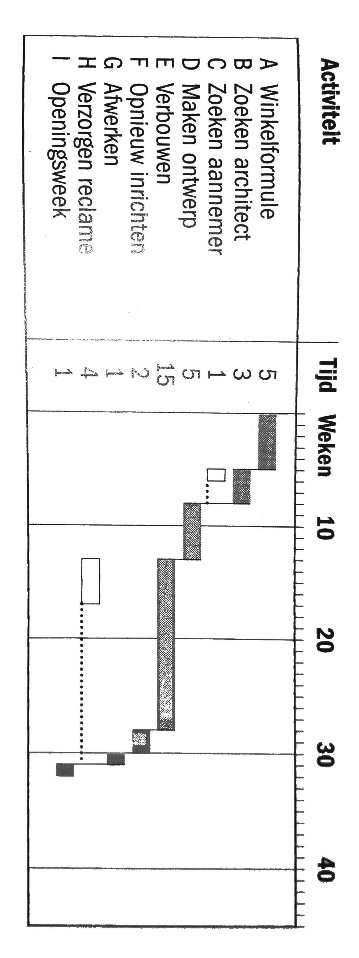 Activiteit Tijd Weken 10 20 30 40
A Winkelformule 5
B Zoeken architect 3
C Zoeken aannemer 1
D Maken ontwerp 5
E Verbouwen 15
F Opnieuw inrichten 2
G Afwerken 1
H Verzorgen reclame 4
I Openingsweek 1